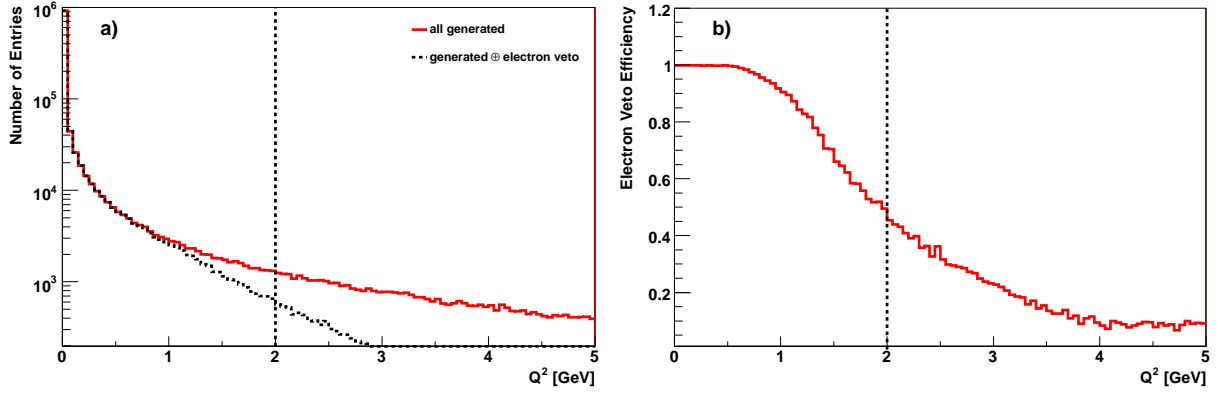 a)
all generated
generated ⊕ electron veto
Number of Entries
10^6
10^5
10^4
10^3
0 1 2 3 4 5
Q^2 [GeV]
b)
Electron Veto Efficiency
1.2
1
0.8
0.6
0.4
0.2
0 1 2 3 4 5
Q^2 [GeV]